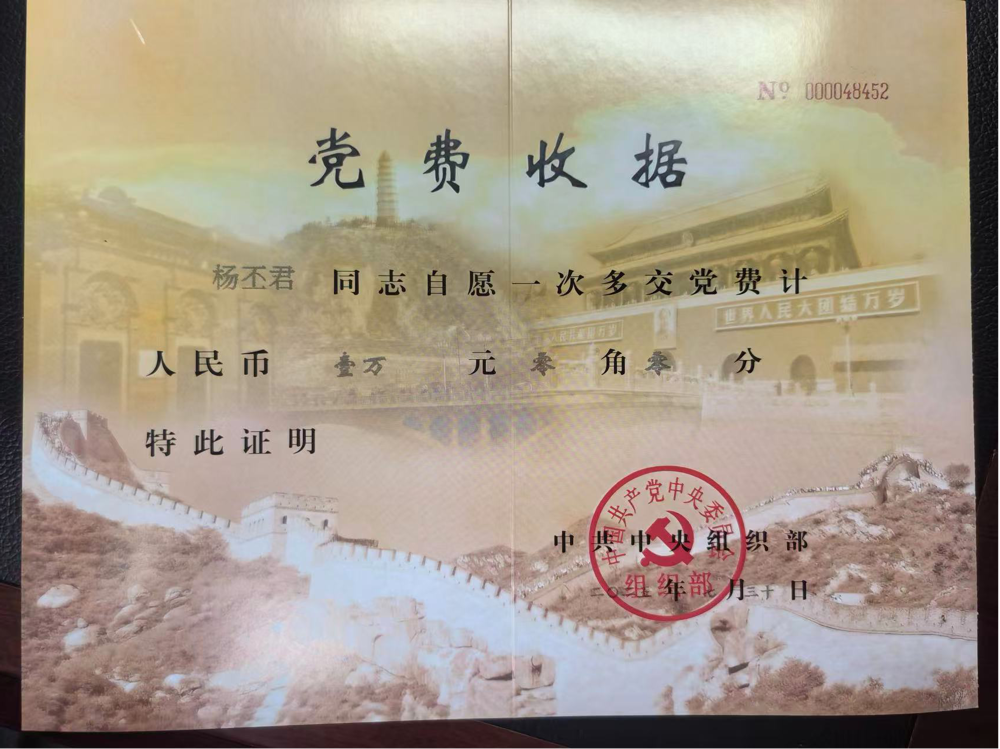 № 000048452
党费收据
杨丕君 同志自愿一次多交党费计
世界人民大团结万岁
人民币 壹万 元 零 角 零 分
特此证明
中国共产党中央委员会
中共中央组织部
组织部
年 月三十日